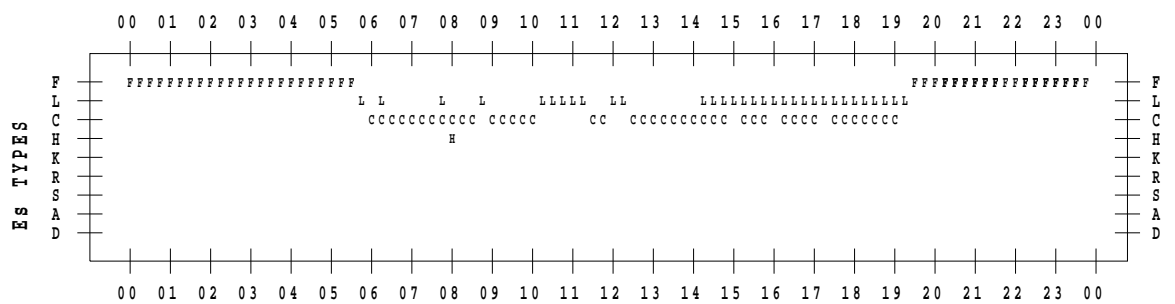 00 01 02 03 04 05 06 07 08 09 10 11 12 13 14 15 16 17 18 19 20 21 22 23 00
F FFFFFFFFFFFFFFFFFFFFFFF FFFFFFFFFFFFFFFFFF F
L L L L L LLLLL LL LLLLLLLLLLLLLLLLLLLLL L
C CCCCCCCCCCC CCCCC CC CCCCCCCCCC CCC CCCC CCCCCCC C
H H H
K K
R R
S S
A A
D D
Es TYPES
00 01 02 03 04 05 06 07 08 09 10 11 12 13 14 15 16 17 18 19 20 21 22 23 00